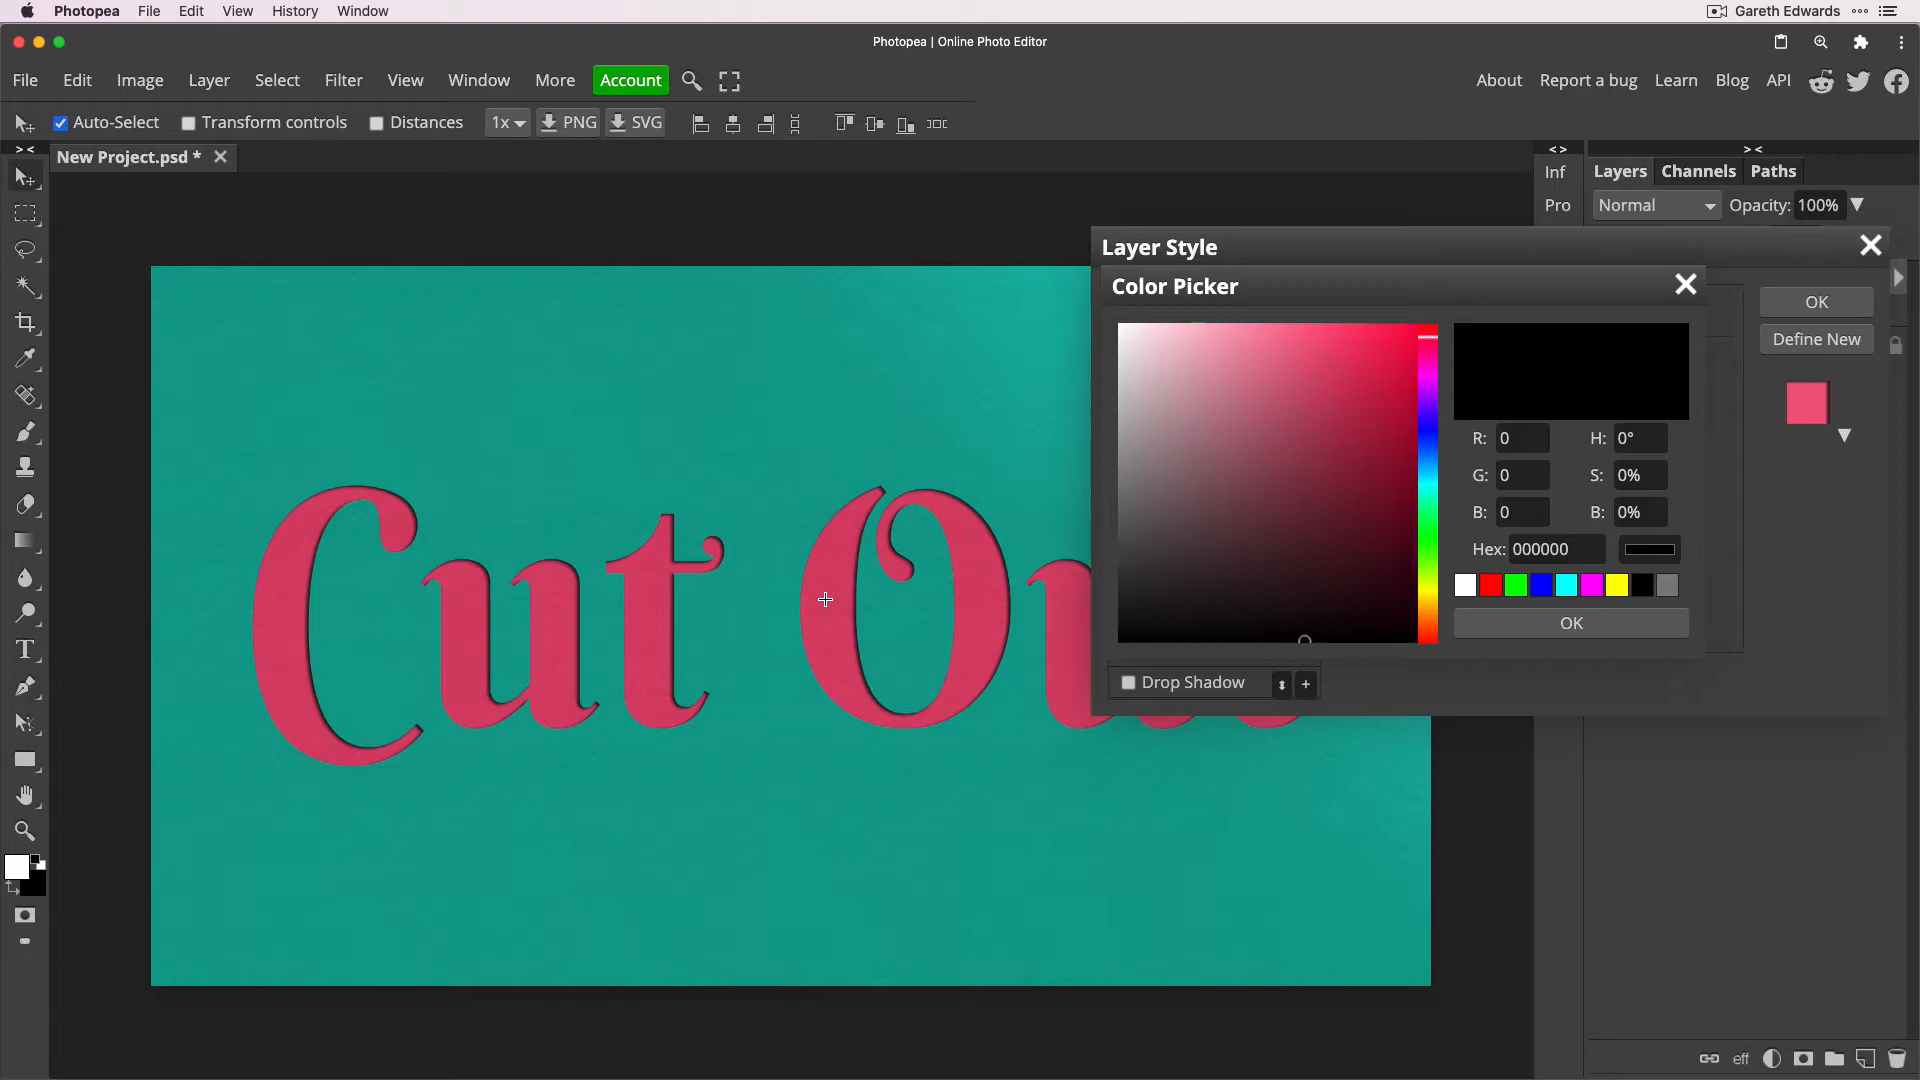 Photopea File Edit View History Window Gareth Edwards
Photopea | Online Photo Editor
File Edit Image Layer Select Filter View Window More Account About Report a bug Learn Blog API
Auto-Select Transform controls Distances 1x PNG SVG
> < < > > <
New Project.psd *
Inf Layers Channels Paths
Pro Normal Opacity: 100%
Layer Style
Color Picker
OK
Define New
R: 0 H: 0°
G: 0 S: 0%
B: 0 B: 0%
Hex: 000000
OK
Drop Shadow +
Cut O
eff